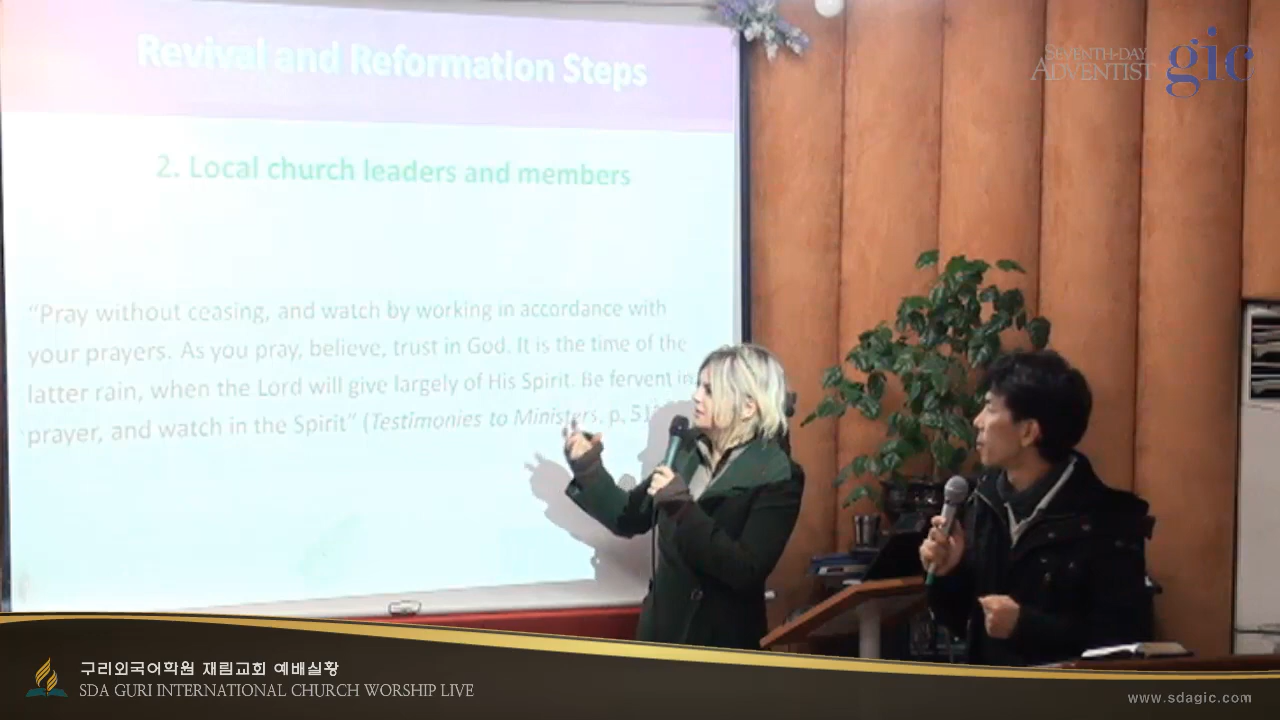 Revival and Reformation Steps
SEVENTH-DAY
ADVENTIST
gic
2. Local church leaders and members
“Pray without ceasing, and watch by working in accordance with
your prayers. As you pray, believe, trust in God. It is the time of the
latter rain, when the Lord will give largely of His Spirit. Be fervent in
prayer, and watch in the Spirit” (Testimonies to Ministers, p. 51
구리외국어학원 재림교회 예배실황
SDA GURI INTERNATIONAL CHURCH WORSHIP LIVE
www.sdagic.com